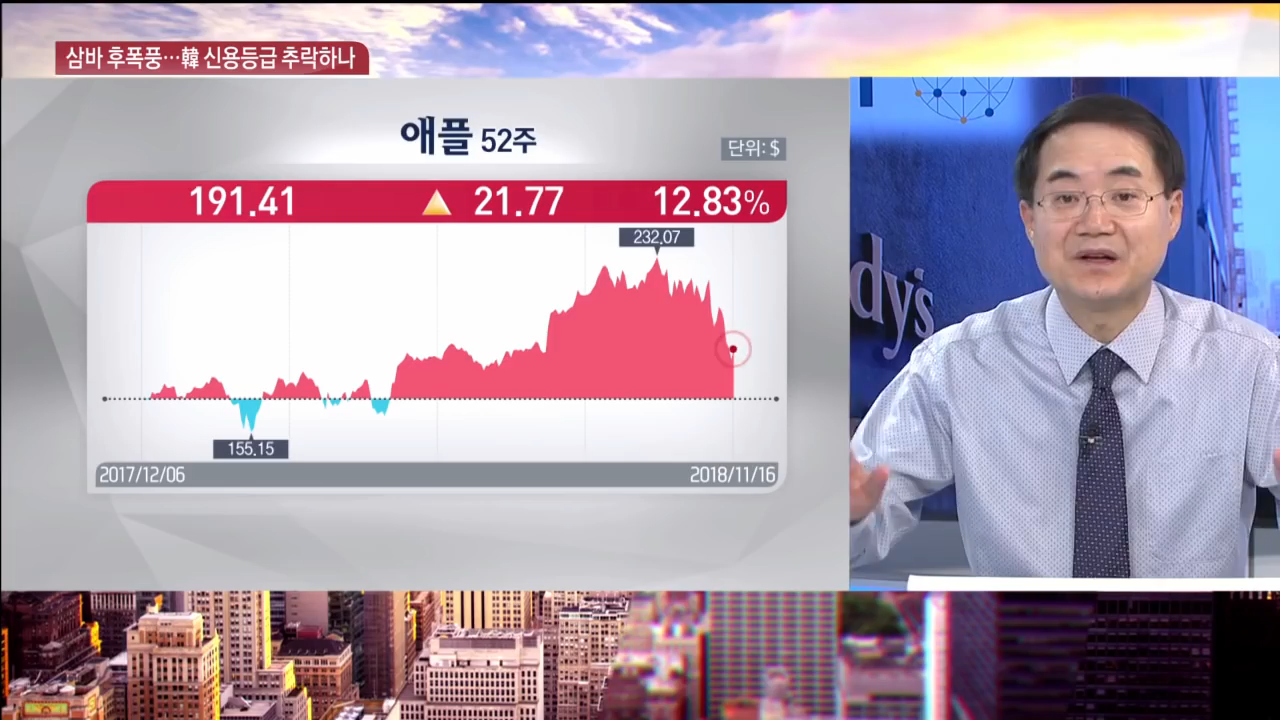 삼바 후폭풍…韓 신용등급 추락하나
애플 52주
단위: $
191.41 ▲ 21.77 12.83%
232.07
155.15
2017/12/06 2018/11/16
dy's